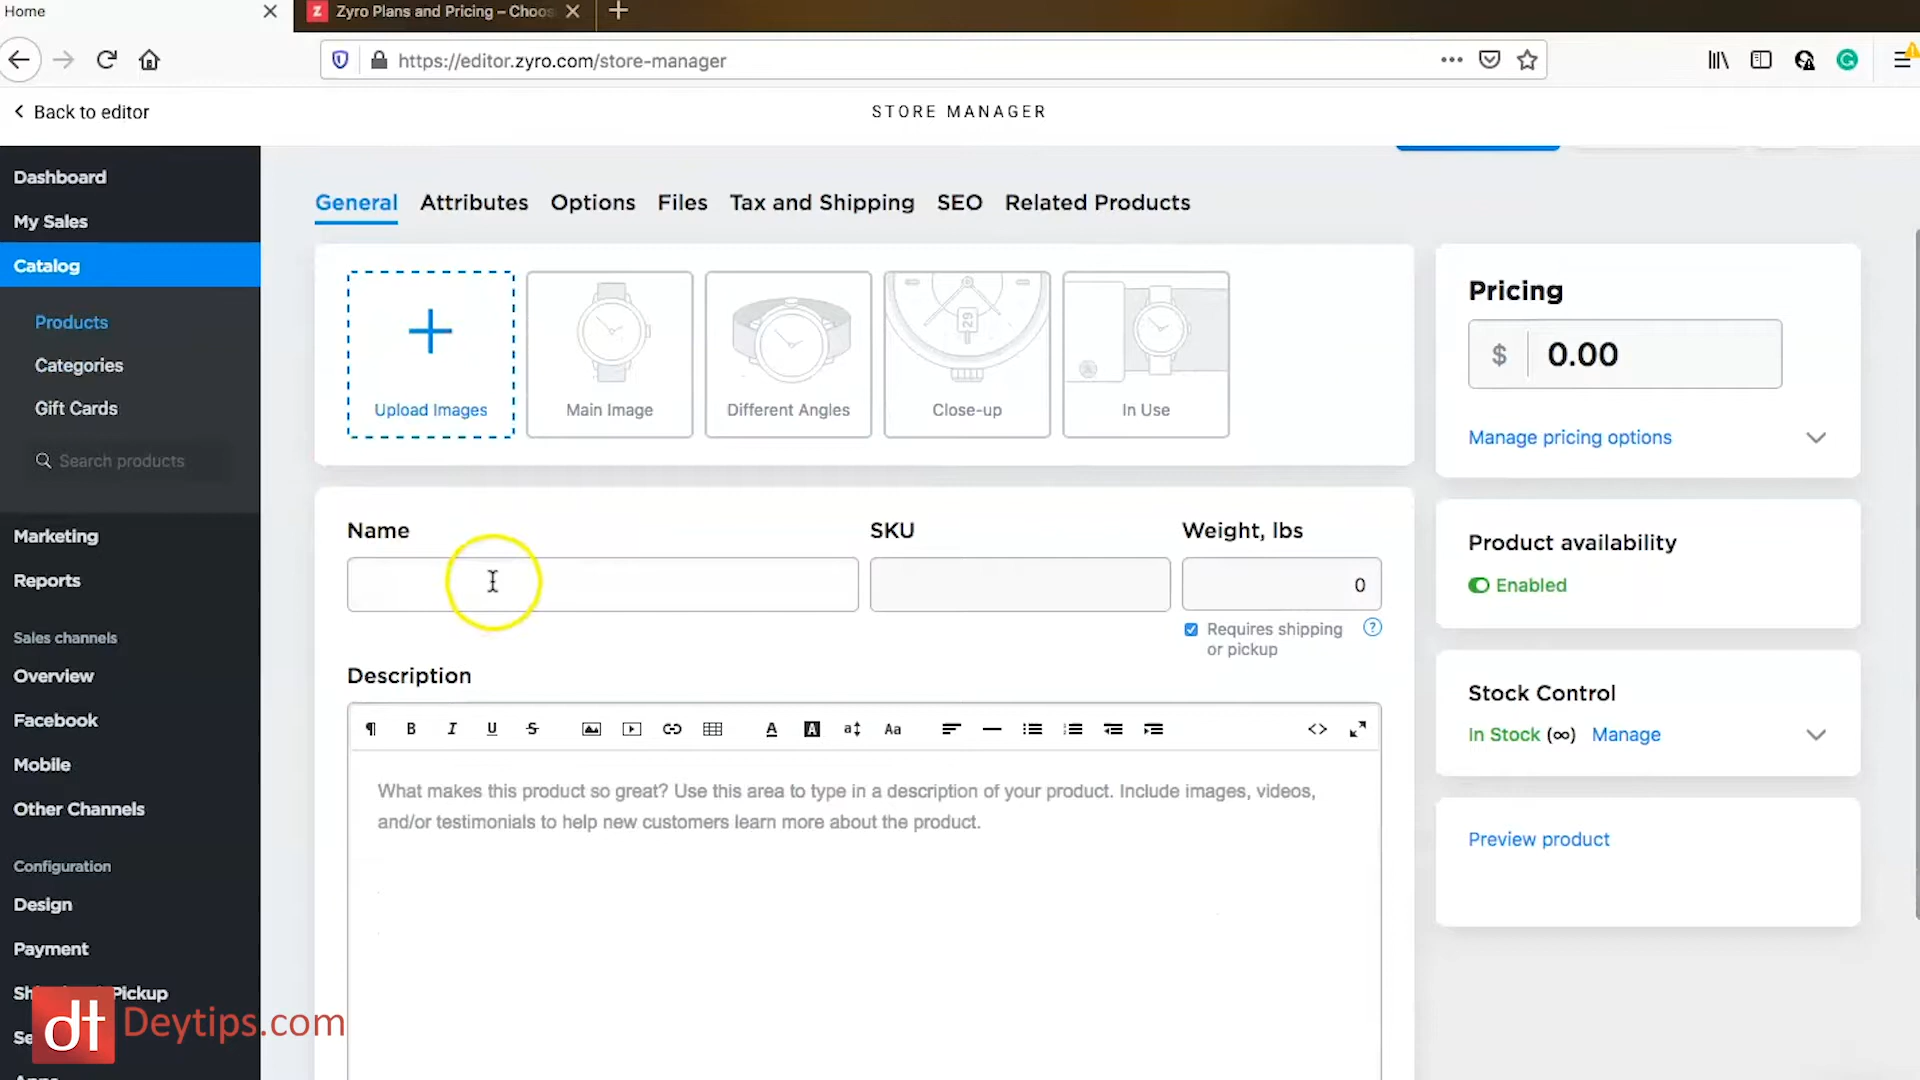 Home
Zyro Plans and Pricing – Choos
https://editor.zyro.com/store-manager
Back to editor
STORE MANAGER
Dashboard
My Sales
Catalog
Products
Categories
Gift Cards
Search products
Marketing
Reports
Sales channels
Overview
Facebook
Mobile
Other Channels
Configuration
Design
Payment
Pickup
dt Deytips.com
General Attributes Options Files Tax and Shipping SEO Related Products
Upload Images
Main Image
Different Angles
29
Close-up
In Use
Name
SKU
Weight, lbs
0
Requires shipping
or pickup
Description
What makes this product so great? Use this area to type in a description of your product. Include images, videos,
and/or testimonials to help new customers learn more about the product.
Pricing
$ 0.00
Manage pricing options
Product availability
Enabled
Stock Control
In Stock (∞) Manage
Preview product